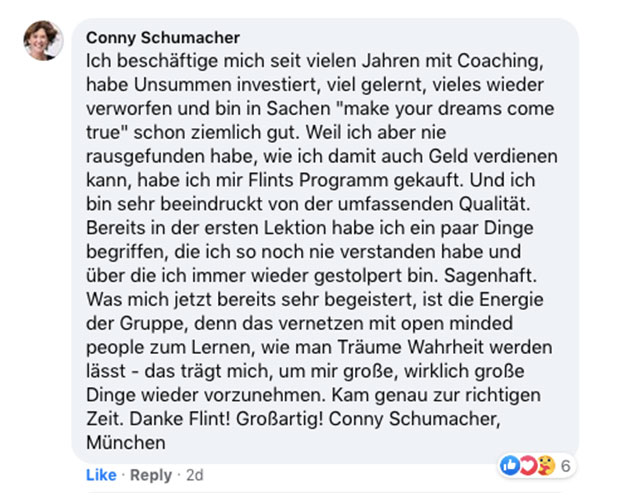 Conny Schumacher
Ich beschäftige mich seit vielen Jahren mit Coaching,
habe Unsummen investiert, viel gelernt, vieles wieder
verworfen und bin in Sachen "make your dreams come
true" schon ziemlich gut. Weil ich aber nie
rausgefunden habe, wie ich damit auch Geld verdienen
kann, habe ich mir Flints Programm gekauft. Und ich
bin sehr beeindruckt von der umfassenden Qualität.
Bereits in der ersten Lektion habe ich ein paar Dinge
begriffen, die ich so noch nie verstanden habe und
über die ich immer wieder gestolpert bin. Sagenhaft.
Was mich jetzt bereits sehr begeistert, ist die Energie
der Gruppe, denn das vernetzen mit open minded
people zum Lernen, wie man Träume Wahrheit werden
lässt - das trägt mich, um mir große, wirklich große
Dinge wieder vorzunehmen. Kam genau zur richtigen
Zeit. Danke Flint! Großartig! Conny Schumacher,
München
Like · Reply · 2d
6